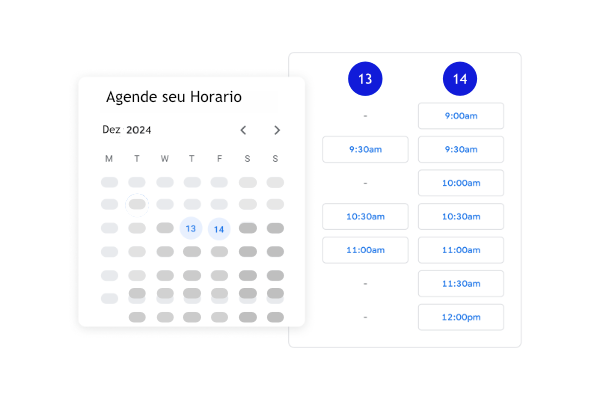 Agende seu Horario
Dez 2024
M T W T F S S
13 14
13 14
- 9:00am
9:30am 9:30am
- 10:00am
10:30am 10:30am
11:00am 11:00am
- 11:30am
- 12:00pm